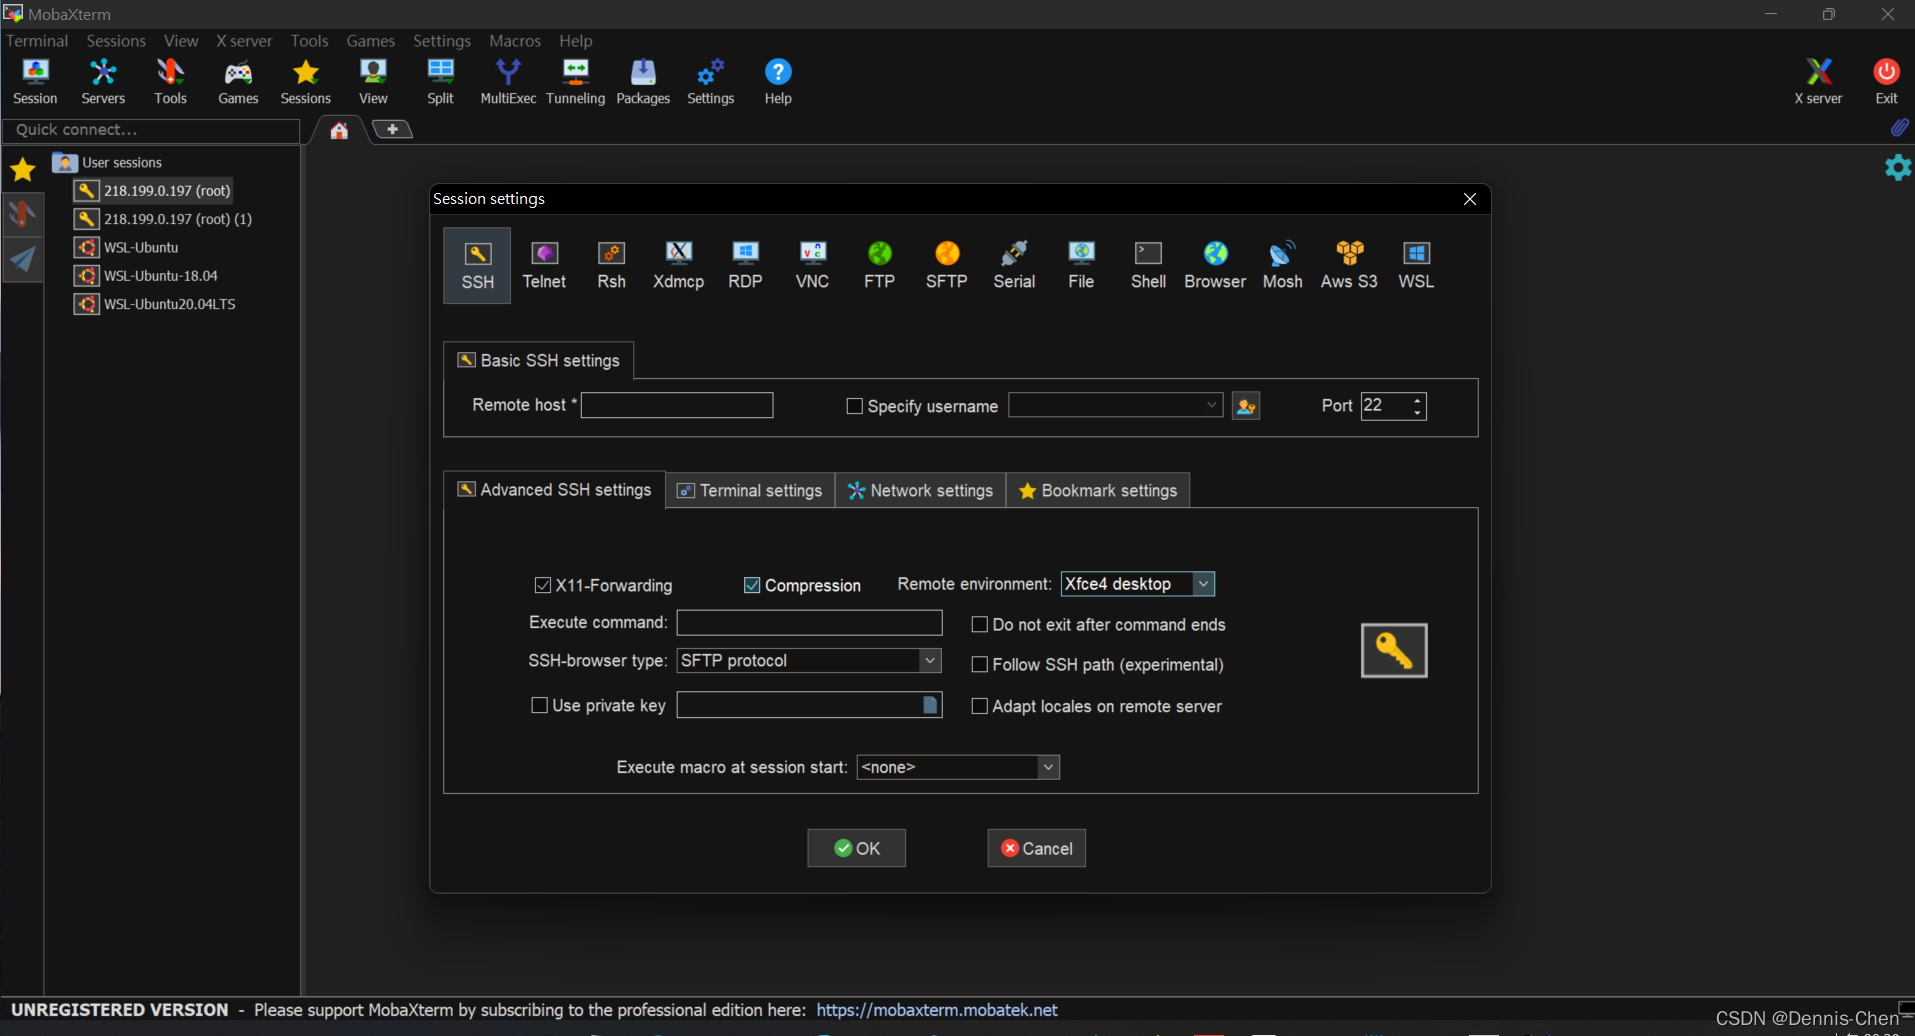 MobaXterm
Terminal Sessions View X server Tools Games Settings Macros Help
Session Servers Tools Games Sessions View Split MultiExec Tunneling Packages Settings Help X server Exit
Quick connect...
User sessions
218.199.0.197 (root)
218.199.0.197 (root) (1)
WSL-Ubuntu
WSL-Ubuntu-18.04
WSL-Ubuntu20.04LTS
Session settings
SSH Telnet Rsh Xdmcp RDP VNC FTP SFTP Serial File Shell Browser Mosh Aws S3 WSL
Basic SSH settings
Remote host * Specify username Port 22
Advanced SSH settings Terminal settings Network settings Bookmark settings
X11-Forwarding Compression Remote environment: Xfce4 desktop
Execute command: Do not exit after command ends
SSH-browser type: SFTP protocol Follow SSH path (experimental)
Use private key Adapt locales on remote server
Execute macro at session start: <none>
OK Cancel
UNREGISTERED VERSION - Please support MobaXterm by subscribing to the professional edition here: https://mobaxterm.mobatek.net
CSDN @Dennis-Chen